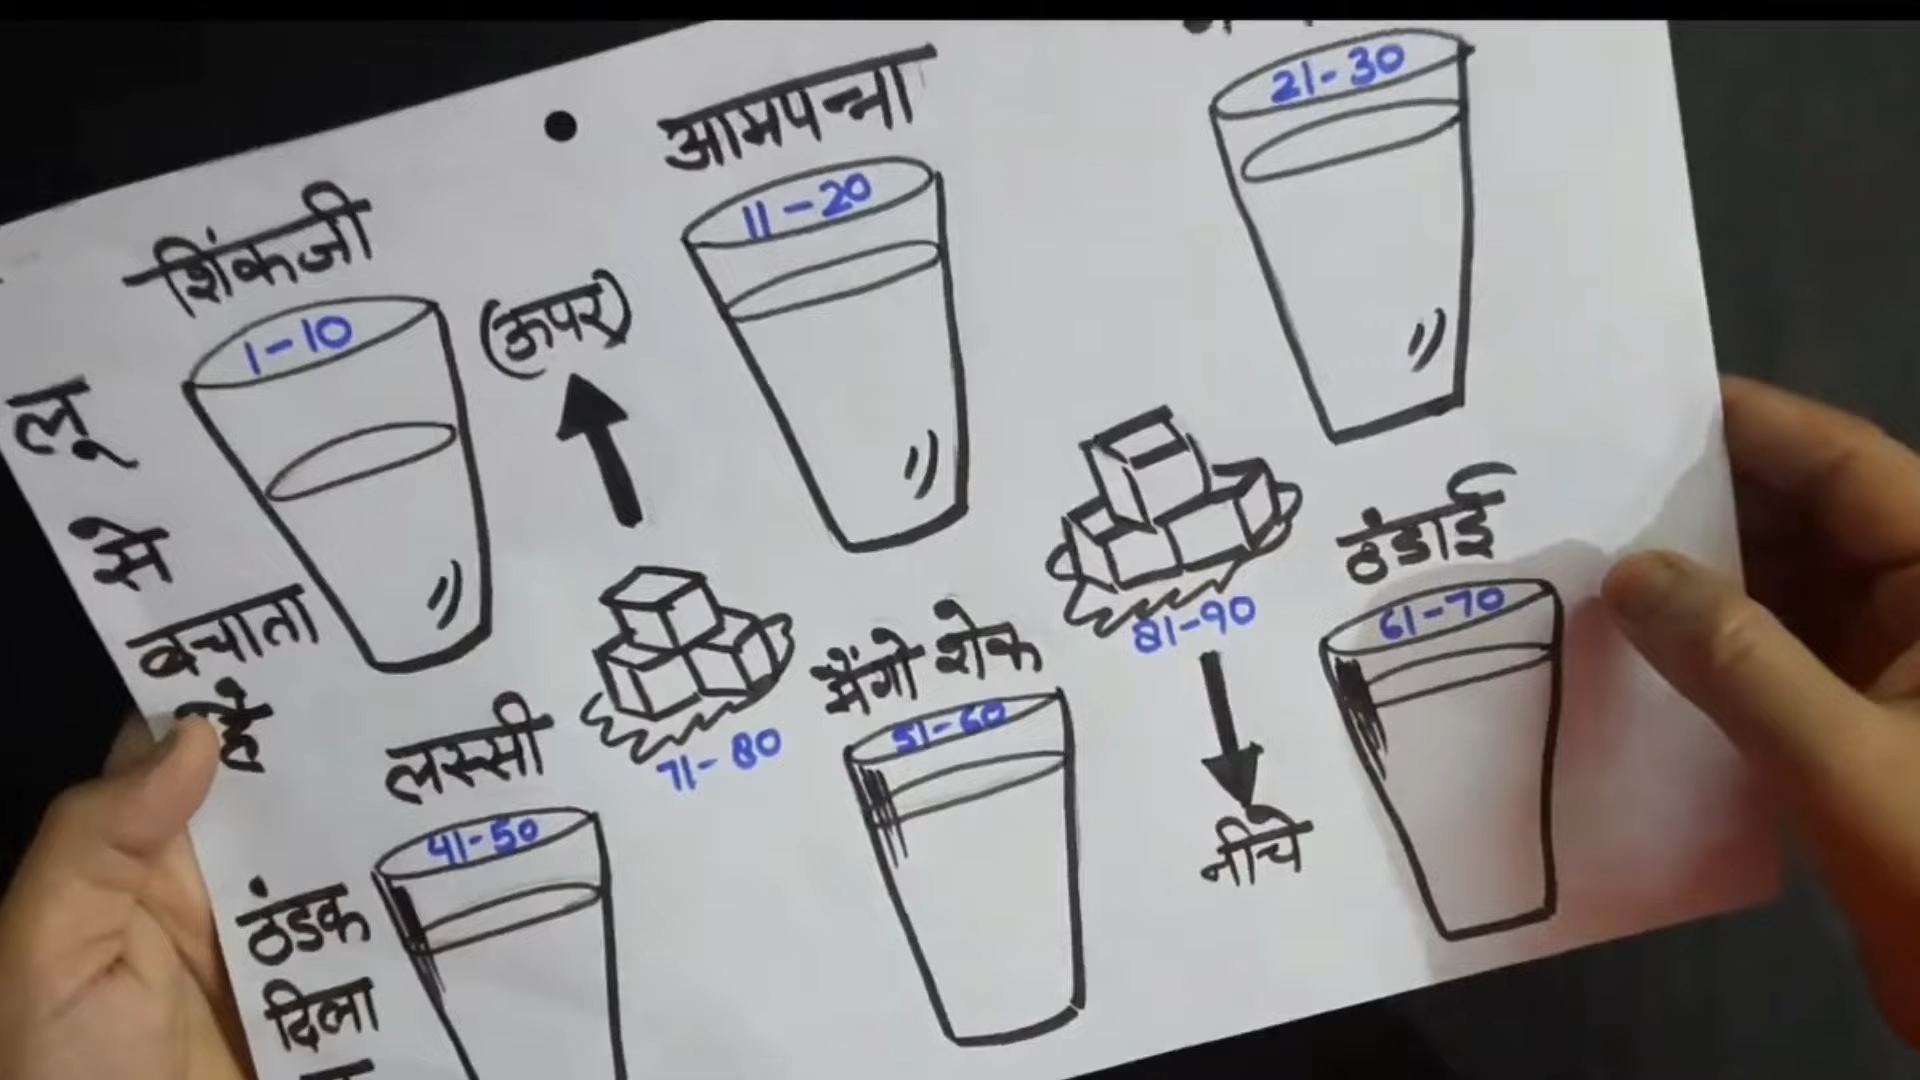 21-30
आमपन्ना
11-20
शिंकजी
1-10
(ऊपर)
लू
से
बचाता
है
ठंडाई
61-70
81-90
मैंगो शेक
51-60
71-80
लस्सी
41-50
नीचे
ठंडक
दिला